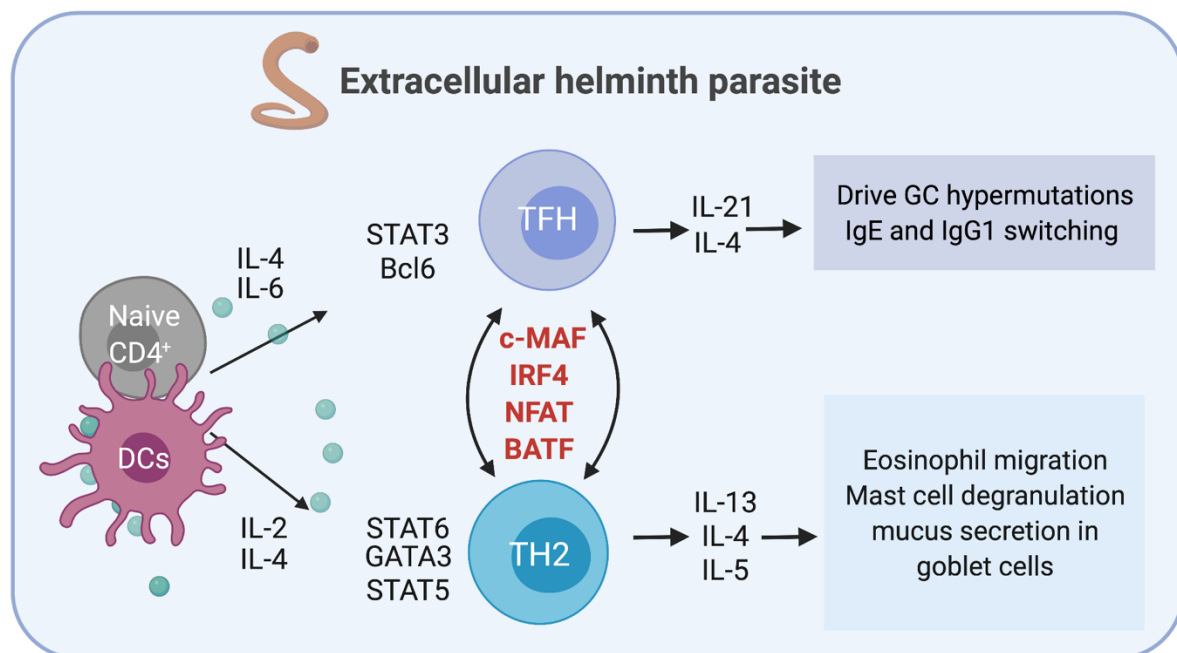 Extracellular helminth parasite
Naive
CD4⁺
DCs
IL-4
IL-6
IL-2
IL-4
STAT3
Bcl6
TFH
IL-21
IL-4
Drive GC hypermutations
IgE and IgG1 switching
c-MAF
IRF4
NFAT
BATF
STAT6
GATA3
STAT5
TH2
IL-13
IL-4
IL-5
Eosinophil migration
Mast cell degranulation
mucus secretion in
goblet cells